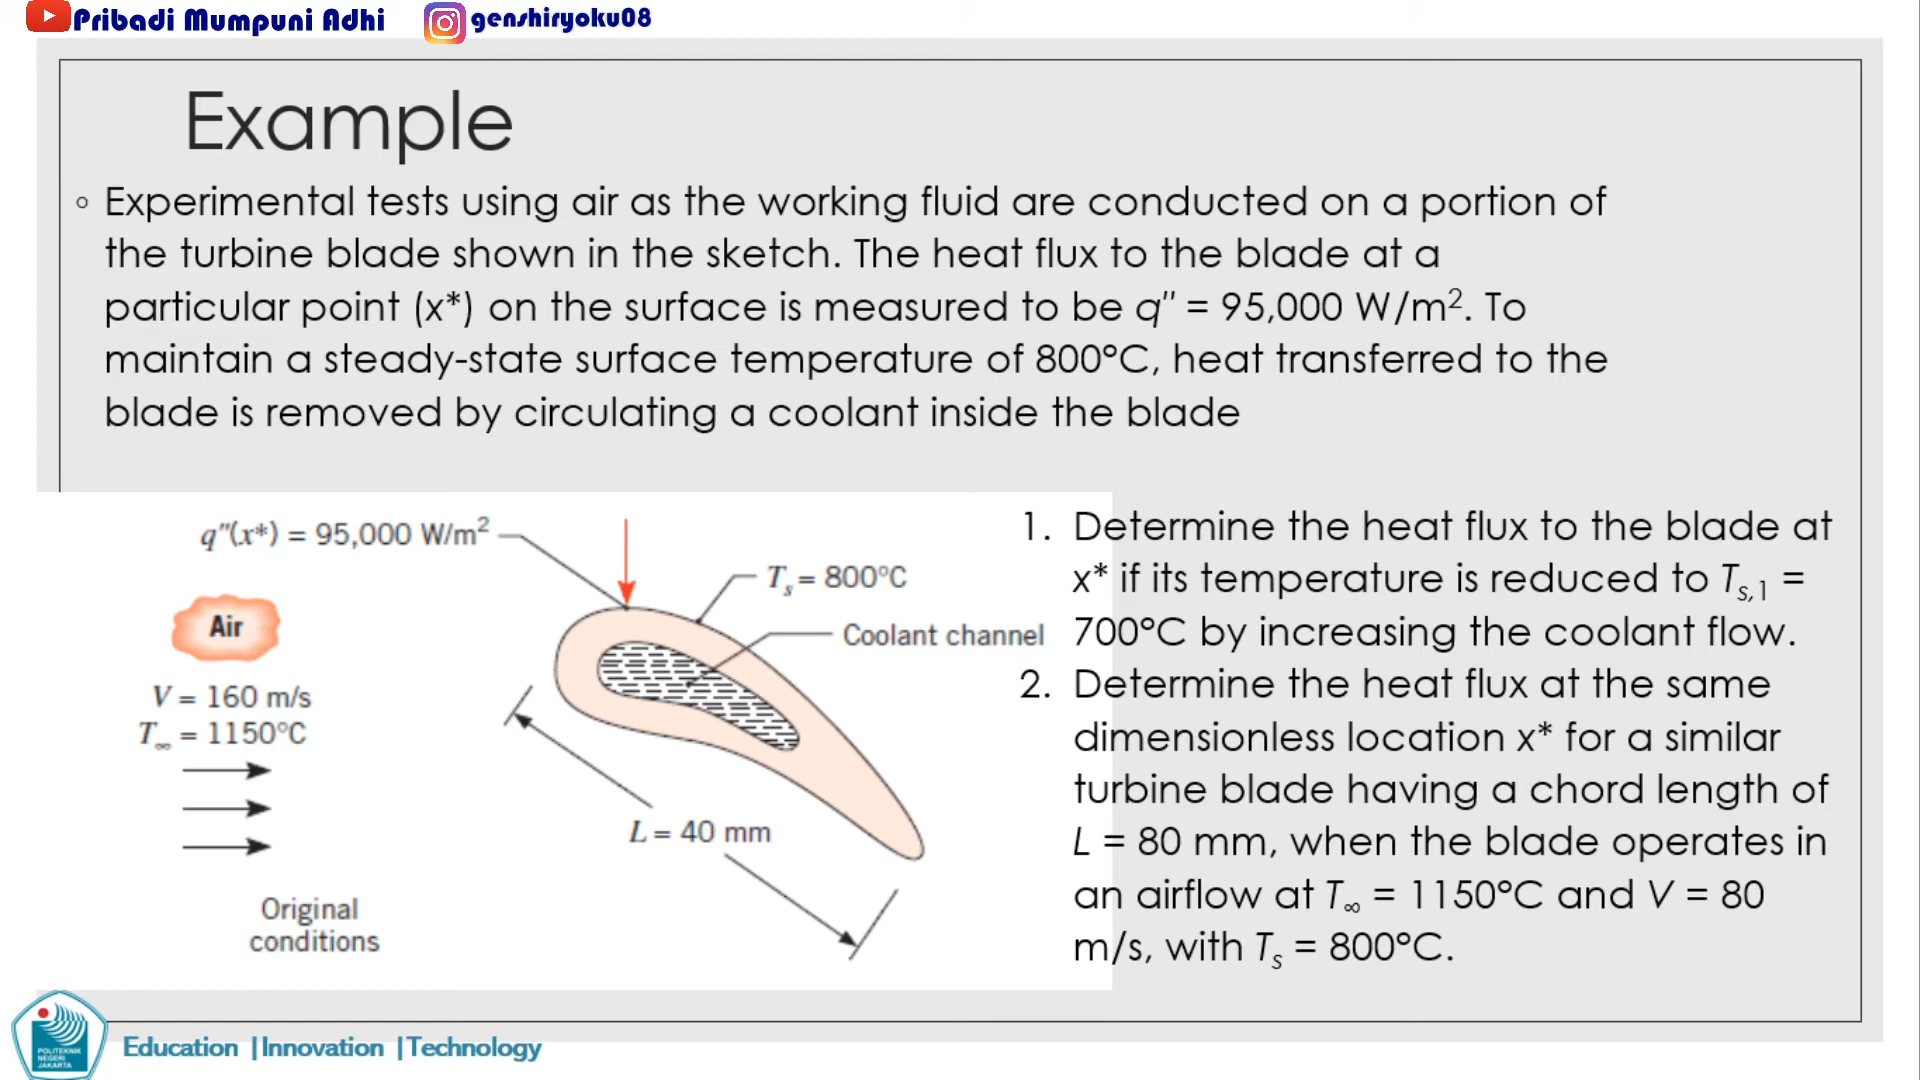 Pribadi Mumpuni Adhi
genshiryoku08
Example
◦ Experimental tests using air as the working fluid are conducted on a portion of
the turbine blade shown in the sketch. The heat flux to the blade at a
particular point (x*) on the surface is measured to be q" = 95,000 W/m². To
maintain a steady-state surface temperature of 800°C, heat transferred to the
blade is removed by circulating a coolant inside the blade
q"(x*) = 95,000 W/m²
Tₛ = 800°C
Air
Coolant channel
V = 160 m/s
T∞ = 1150°C
L = 40 mm
Original
conditions
1. Determine the heat flux to the blade at
x* if its temperature is reduced to Tₛ,₁ =
700°C by increasing the coolant flow.
2. Determine the heat flux at the same
dimensionless location x* for a similar
turbine blade having a chord length of
L = 80 mm, when the blade operates in
an airflow at T∞ = 1150°C and V = 80
m/s, with Tₛ = 800°C.
POLITEKNIK
NEGERI
JAKARTA
Education |Innovation |Technology